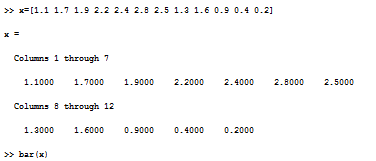 >> x=[1.1 1.7 1.9 2.2 2.4 2.8 2.5 1.3 1.6 0.9 0.4 0.2]
x =
Columns 1 through 7
1.1000 1.7000 1.9000 2.2000 2.4000 2.8000 2.5000
Columns 8 through 12
1.3000 1.6000 0.9000 0.4000 0.2000
>> bar(x)